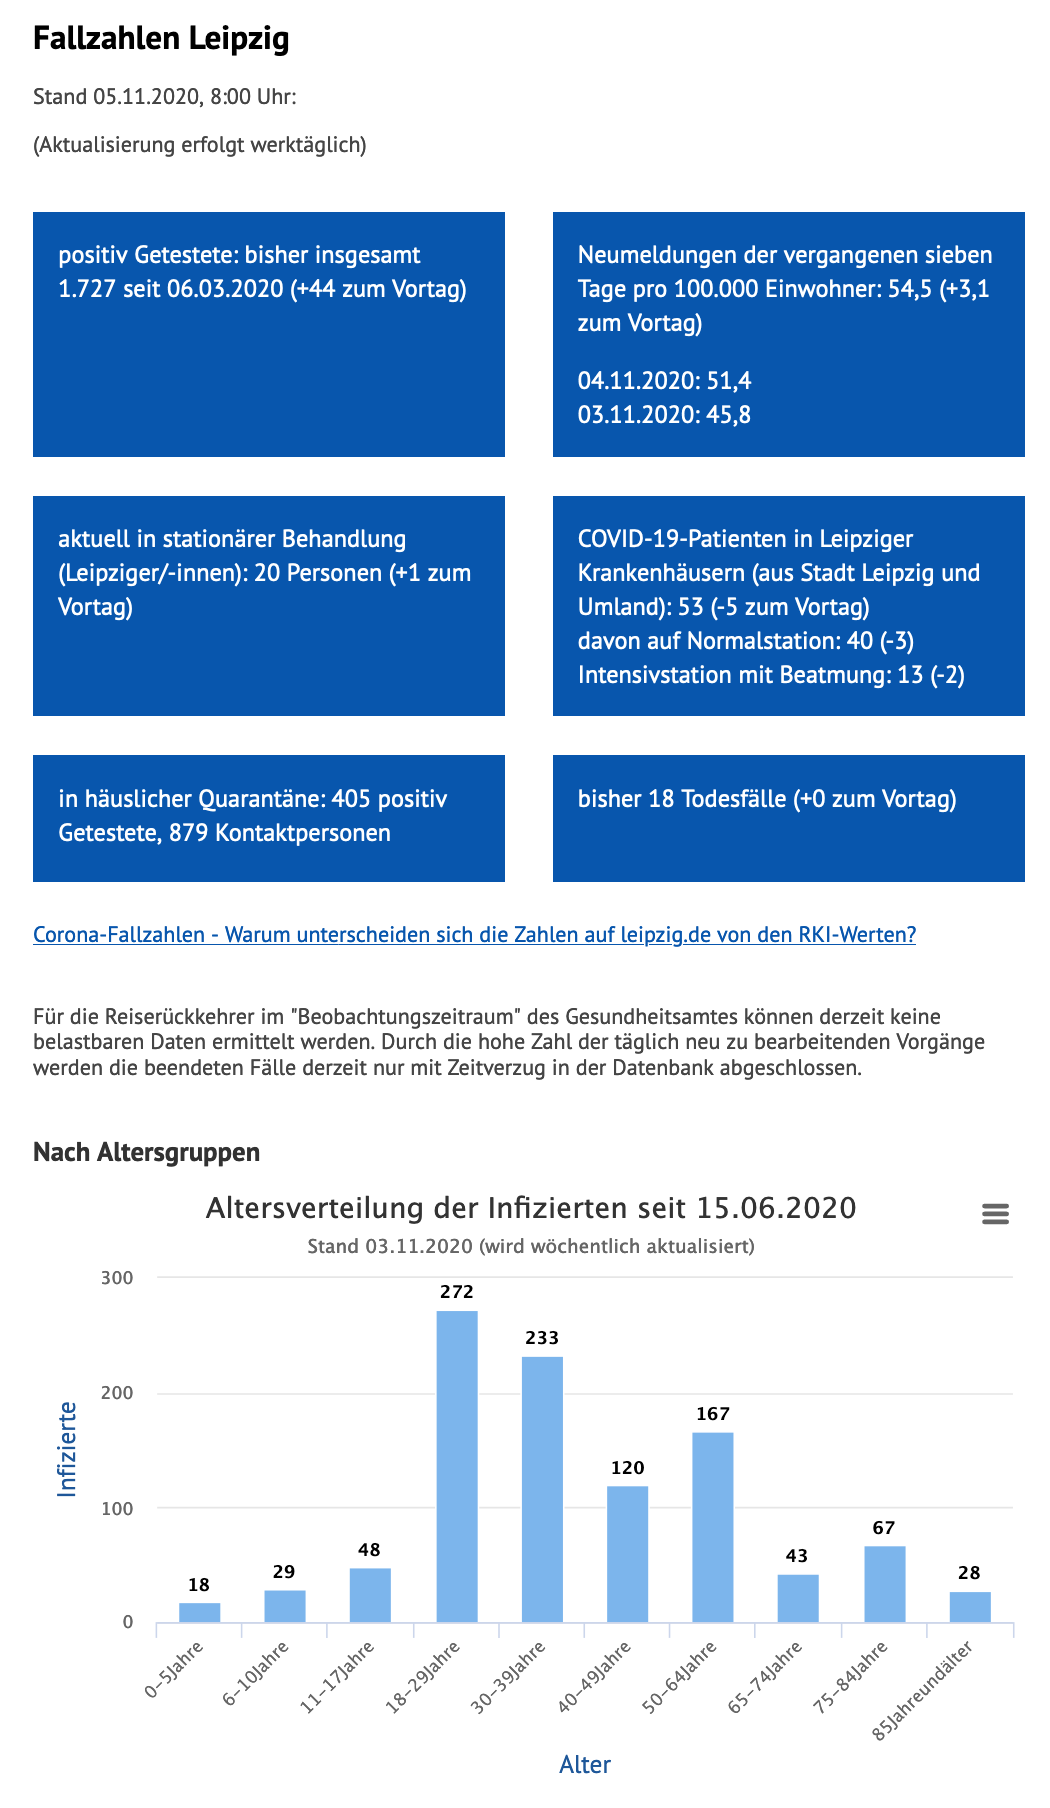 Fallzahlen Leipzig
Stand 05.11.2020, 8:00 Uhr:
(Aktualisierung erfolgt werktäglich)
positiv Getestete: bisher insgesamt
1.727 seit 06.03.2020 (+44 zum Vortag)
Neumeldungen der vergangenen sieben
Tage pro 100.000 Einwohner: 54,5 (+3,1
zum Vortag)
04.11.2020: 51,4
03.11.2020: 45,8
aktuell in stationärer Behandlung
(Leipziger/-innen): 20 Personen (+1 zum
Vortag)
COVID-19-Patienten in Leipziger
Krankenhäusern (aus Stadt Leipzig und
Umland): 53 (-5 zum Vortag)
davon auf Normalstation: 40 (-3)
Intensivstation mit Beatmung: 13 (-2)
in häuslicher Quarantäne: 405 positiv
Getestete, 879 Kontaktpersonen
bisher 18 Todesfälle (+0 zum Vortag)
Corona-Fallzahlen - Warum unterscheiden sich die Zahlen auf leipzig.de von den RKI-Werten?
Für die Reiserückkehrer im "Beobachtungszeitraum" des Gesundheitsamtes können derzeit keine
belastbaren Daten ermittelt werden. Durch die hohe Zahl der täglich neu zu bearbeitenden Vorgänge
werden die beendeten Fälle derzeit nur mit Zeitverzug in der Datenbank abgeschlossen.
Nach Altersgruppen
Altersverteilung der Infizierten seit 15.06.2020
Stand 03.11.2020 (wird wöchentlich aktualisiert)
Infizierte
300
200
100
0
18
29
48
272
233
120
167
43
67
28
0–5Jahre
6–10Jahre
11–17Jahre
18–29Jahre
30–39Jahre
40–49Jahre
50–64Jahre
65–74Jahre
75–84Jahre
85Jahreundälter
Alter